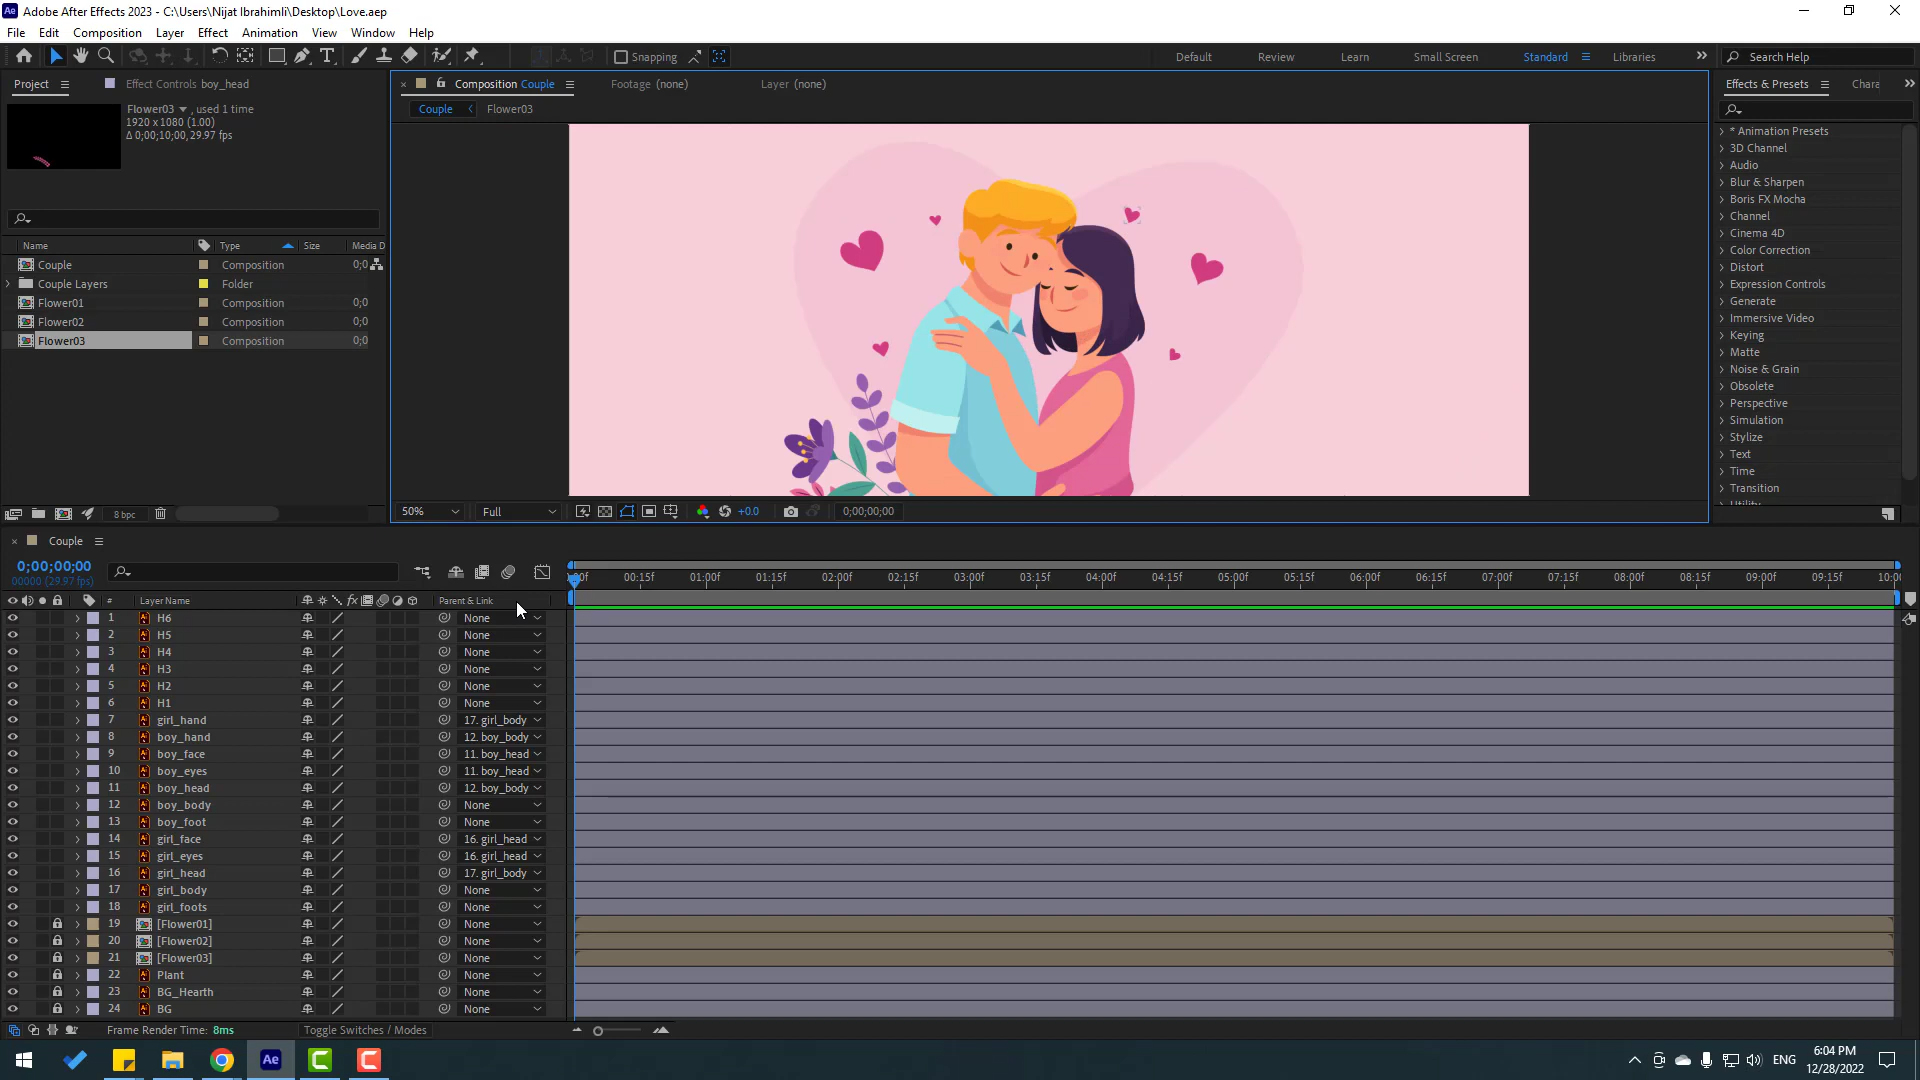 Adobe After Effects 2023 - C:\Users\Nijat Ibrahimli\Desktop\Love.aep
File Edit Composition Layer Effect Animation View Window Help
Snapping Default Review Learn Small Screen Standard Libraries Search Help
Project Effect Controls boy_head Composition Couple Footage (none) Layer (none) Effects & Presets Chara
Flower03 , used 1 time
1920 x 1080 (1.00)
Δ 0;00;10;00, 29.97 fps
Couple Flower03
Name Type Size Media D
Couple Composition 0;0
Couple Layers Folder
Flower01 Composition 0;0
Flower02 Composition 0;0
Flower03 Composition 0;0
8 bpc
50% Full +0.0 0;00;00;00
* Animation Presets
3D Channel
Audio
Blur & Sharpen
Boris FX Mocha
Channel
Cinema 4D
Color Correction
Distort
Expression Controls
Generate
Immersive Video
Keying
Matte
Noise & Grain
Obsolete
Perspective
Simulation
Stylize
Text
Time
Transition
Utility
Couple
0;00;00;00
00000 (29.97 fps)
:00f 00:15f 01:00f 01:15f 02:00f 02:15f 03:00f 03:15f 04:00f 04:15f 05:00f 05:15f 06:00f 06:15f 07:00f 07:15f 08:00f 08:15f 09:00f 09:15f 10:00
# Layer Name fx Parent & Link
1 H6 None
2 H5 None
3 H4 None
4 H3 None
5 H2 None
6 H1 None
7 girl_hand 17. girl_body
8 boy_hand 12. boy_body
9 boy_face 11. boy_head
10 boy_eyes 11. boy_head
11 boy_head 12. boy_body
12 boy_body None
13 boy_foot None
14 girl_face 16. girl_head
15 girl_eyes 16. girl_head
16 girl_head 17. girl_body
17 girl_body None
18 girl_foots None
19 [Flower01] None
20 [Flower02] None
21 [Flower03] None
22 Plant None
23 BG_Hearth None
24 BG None
Frame Render Time: 8ms Toggle Switches / Modes
Ae ENG 6:04 PM
12/28/2022